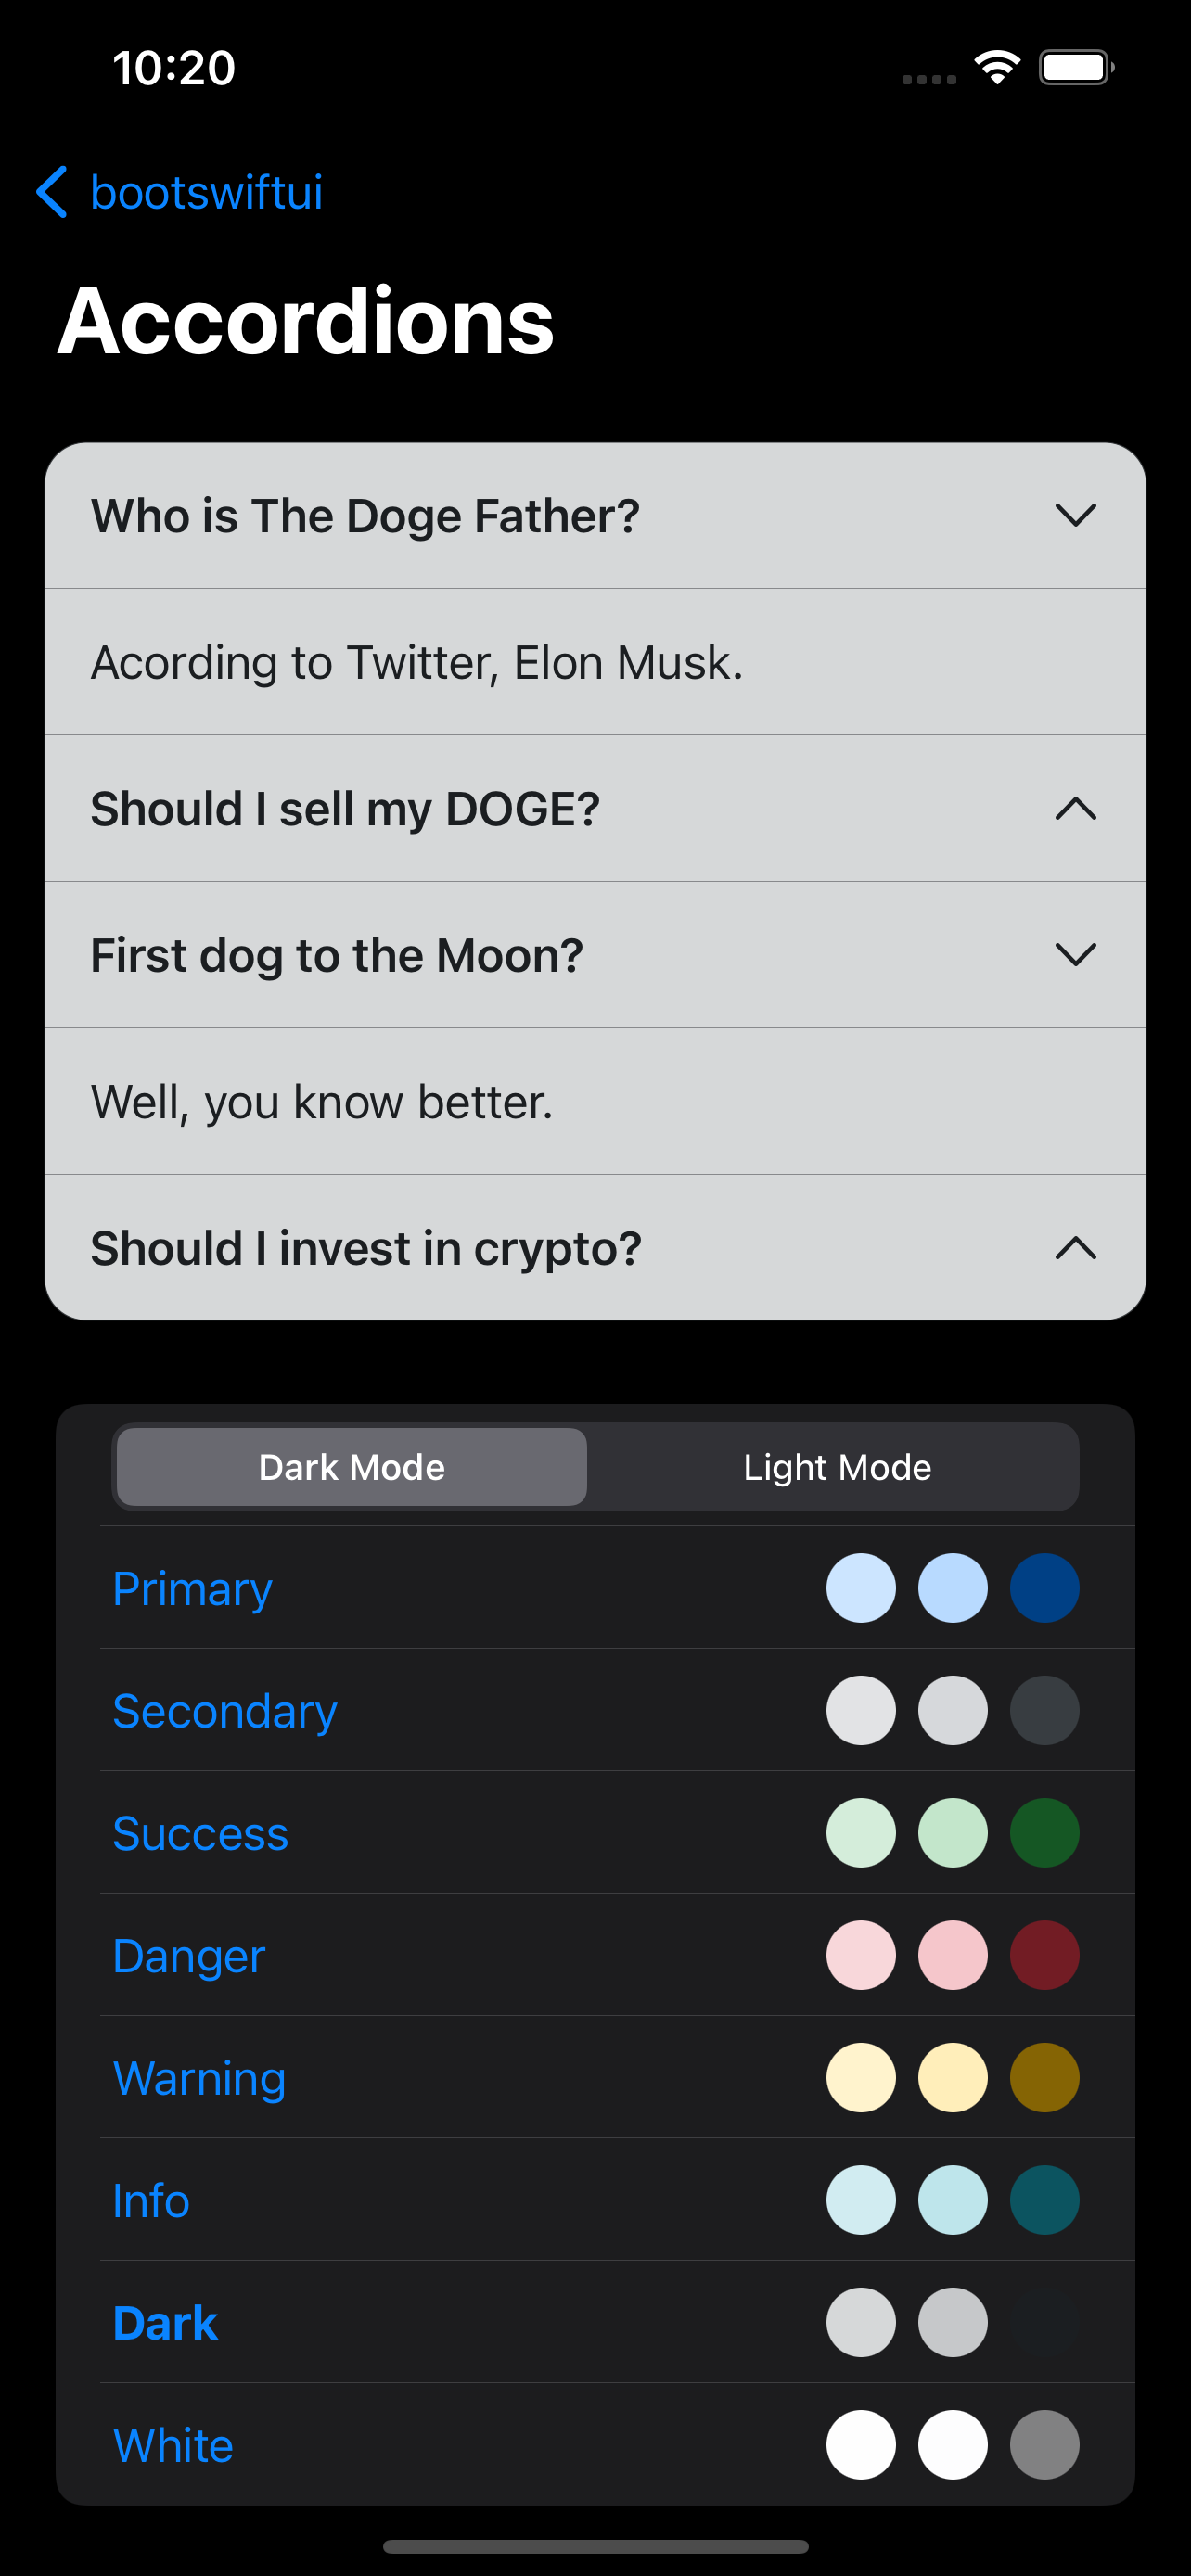 10:20
bootswiftui
Accordions
Who is The Doge Father?
Acording to Twitter, Elon Musk.
Should I sell my DOGE?
First dog to the Moon?
Well, you know better.
Should I invest in crypto?
Dark Mode Light Mode
Primary
Secondary
Success
Danger
Warning
Info
Dark
White